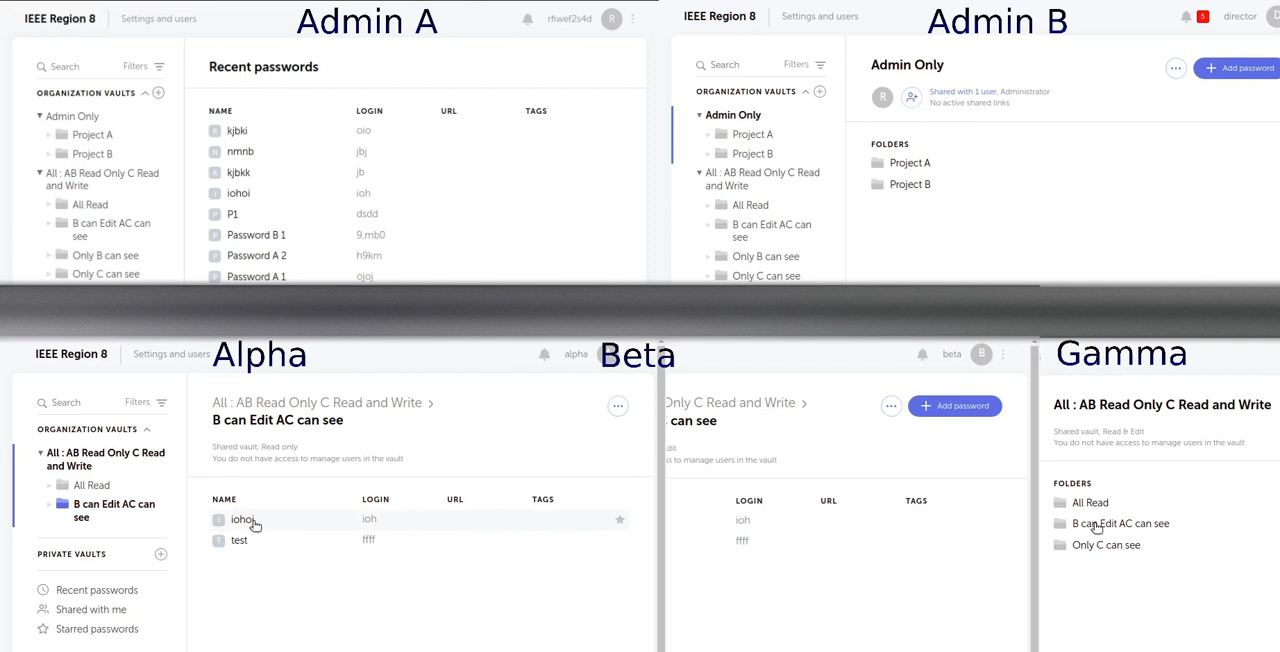 Admin A
IEEE Region 8 Settings and users rfiwef2s4d R
Search Filters
ORGANIZATION VAULTS
Admin Only
Project A
Project B
All : AB Read Only C Read
and Write
All Read
B can Edit AC can
see
Only B can see
Only C can see
Recent passwords
NAME LOGIN URL TAGS
K kjbki oio
N nmnb jbj
K kjbkk jb
I iohoi ioh
P P1 dsdd
P Password B 1 9,mb0
P Password A 2 h9km
P Password A 1 ojoj
Admin B
IEEE Region 8 Settings and users 5 director
Search Filters
ORGANIZATION VAULTS
Admin Only
Project A
Project B
All : AB Read Only C Read
and Write
All Read
B can Edit AC can
see
Only B can see
Only C can see
Admin Only
Add password
R Shared with 1 user, Administrator
No active shared links
FOLDERS
Project A
Project B
Alpha
IEEE Region 8 Settings and users alpha
Search Filters
ORGANIZATION VAULTS
All : AB Read Only C Read
and Write
All Read
B can Edit AC can
see
PRIVATE VAULTS
Recent passwords
Shared with me
Starred passwords
All : AB Read Only C Read and Write
B can Edit AC can see
Shared vault, Read only
You do not have access to manage users in the vault
NAME LOGIN URL TAGS
I iohoi ioh
T test ffff
Beta
beta B
Only C Read and Write
Add password
can see
dit
ss to manage users in the vault
LOGIN URL TAGS
ioh
ffff
Gamma
All : AB Read Only C Read and Write
Shared vault, Read & Edit
You do not have access to manage users in the vault
FOLDERS
All Read
B can Edit AC can see
Only C can see